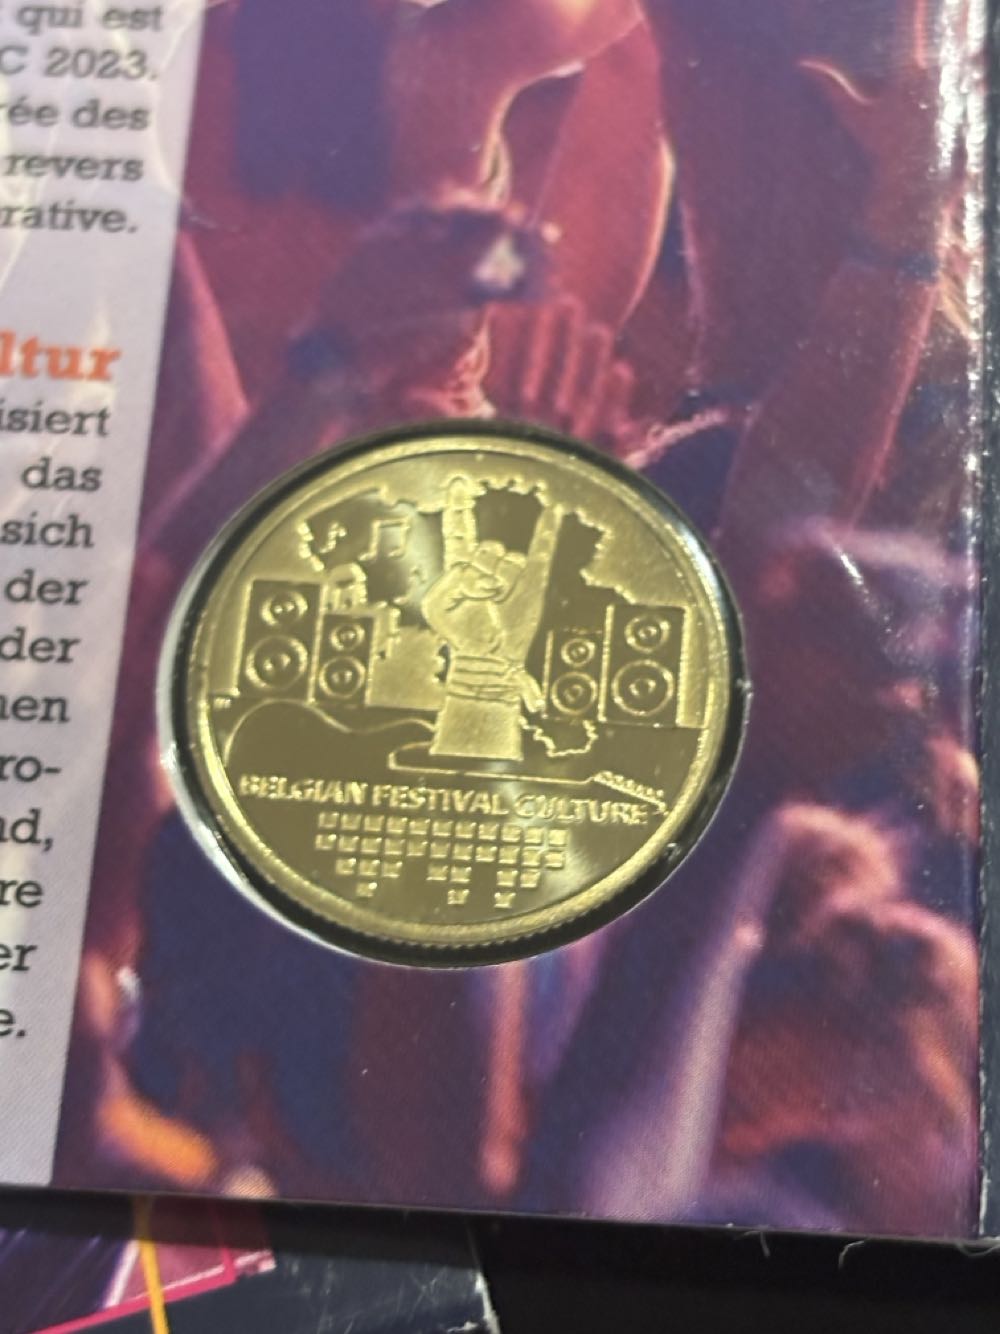 qui est
C 2023.
rée des
revers
rative.
ltur
isiert
das
sich
der
der
nen
ro-
nd,
re
er
e.
BELGIAN FESTIVAL CULTURE